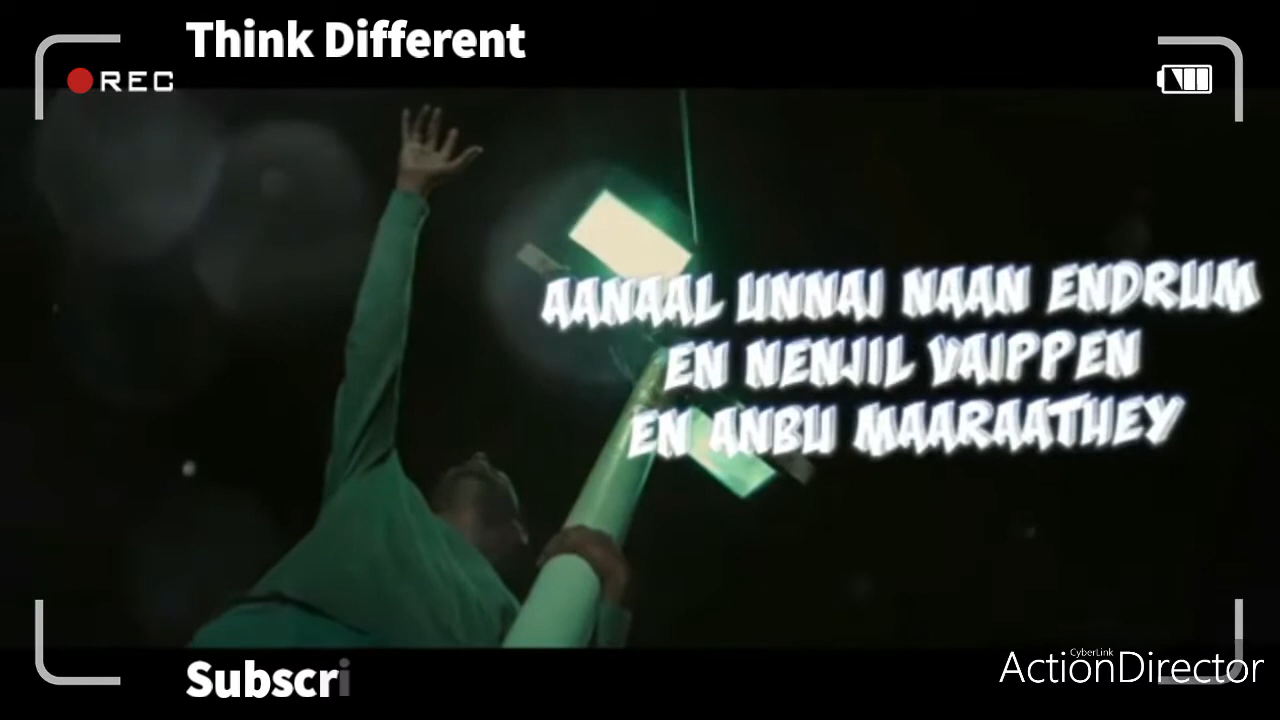 Think Different
REC
AANAAL UNNAI NAAN ENDRUM
EN NENJIL VAIPPEN
EN ANBU MAARAATHEY
Subscri
CyberLink
ActionDirector